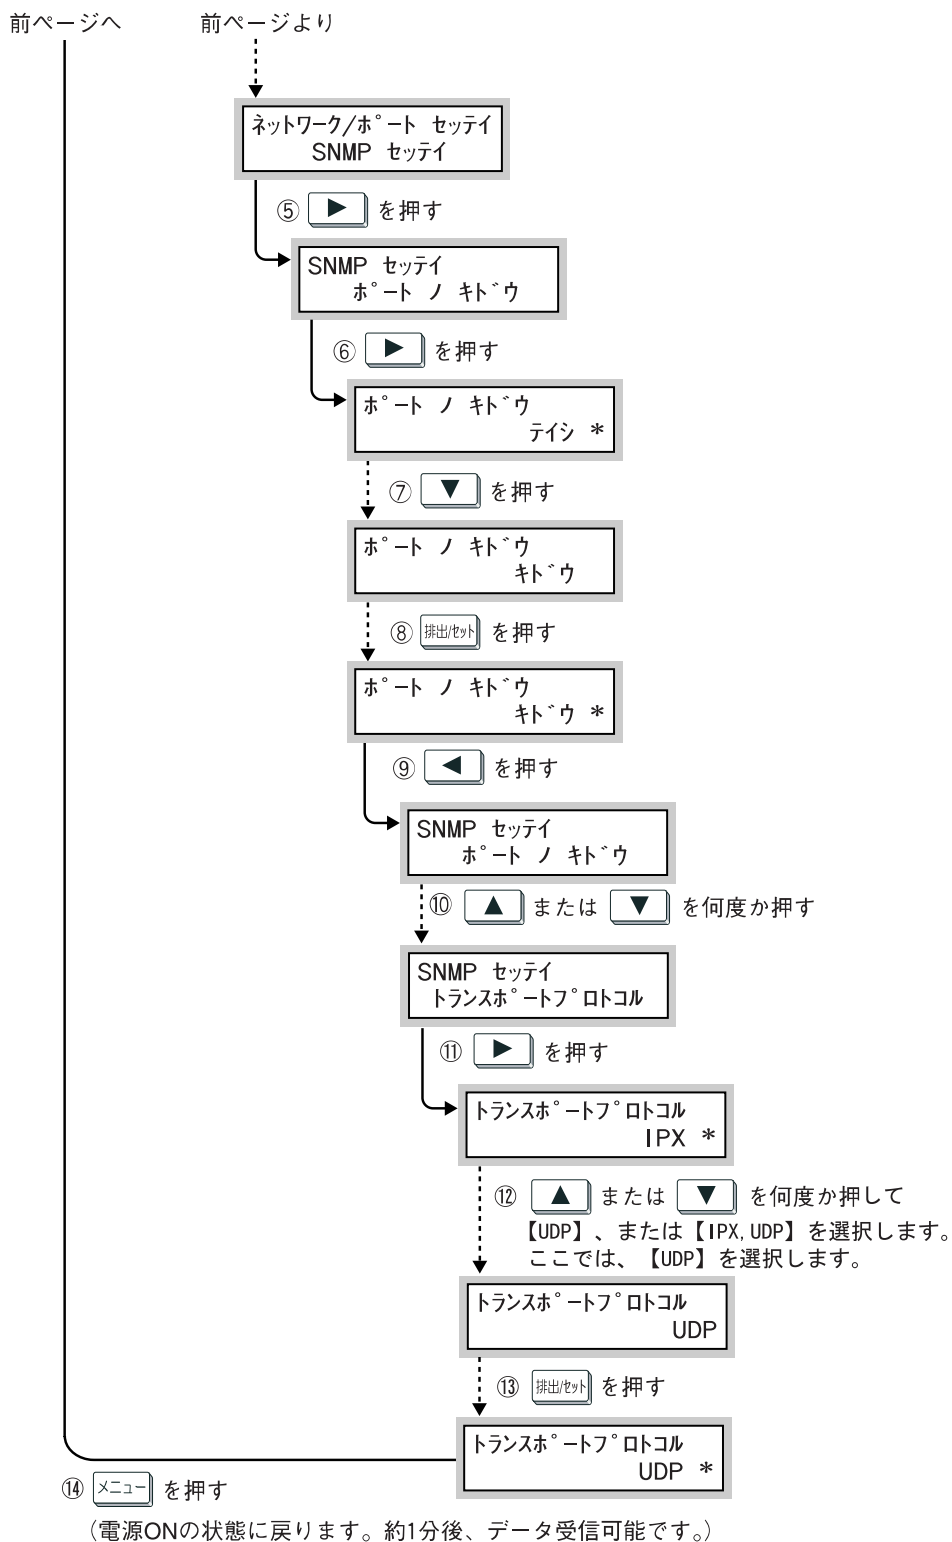 前ページへ
前ページより
ネットワーク/ポート セッテイ
SNMP セッテイ
⑤ ▶ を押す
SNMP セッテイ
ポート ノ キドウ
⑥ ▶ を押す
ポート ノ キドウ
テイシ *
⑦ ▼ を押す
ポート ノ キドウ
キドウ
⑧ 排出/セット を押す
ポート ノ キドウ
キドウ *
⑨ ◀ を押す
SNMP セッテイ
ポート ノ キドウ
⑩ ▲ または ▼ を何度か押す
SNMP セッテイ
トランスポートプロトコル
⑪ ▶ を押す
トランスポートプロトコル
IPX *
⑫ ▲ または ▼ を何度か押して
【UDP】、または【IPX,UDP】を選択します。
ここでは、【UDP】を選択します。
トランスポートプロトコル
UDP
⑬ 排出/セット を押す
トランスポートプロトコル
UDP *
⑭ メニュー を押す
（電源ONの状態に戻ります。約1分後、データ受信可能です。）